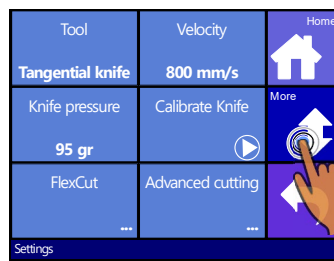 Tool
Tangential knife
Velocity
800 mm/s
Home
Knife pressure
95 gr
Calibrate Knife
More
FlexCut
...
Advanced cutting
...
Settings